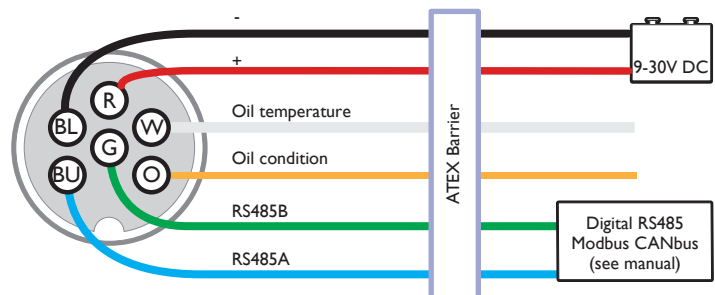 -
+
9-30V DC
R
BL
W
G
BU
O
Oil temperature
Oil condition
RS485B
RS485A
ATEX Barrier
Digital RS485
Modbus CANbus
(see manual)